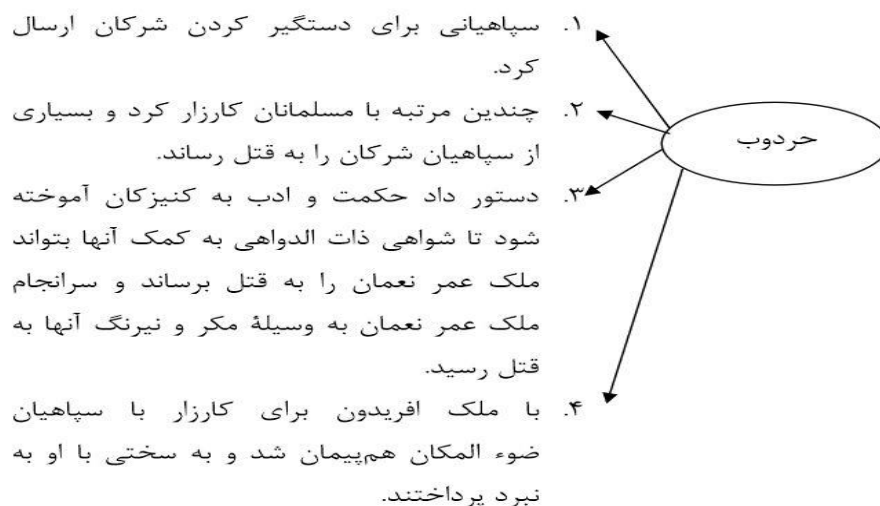 ۱. سپاهیانی برای دستگیر کردن شرکان ارسال
کرد.
۲. چندین مرتبه با مسلمانان کارزار کرد و بسیاری
از سپاهیان شرکان را به قتل رساند.
۳. دستور داد حکمت و ادب به کنیزکان آموخته
شود تا شواهی ذات الدواهی به کمک آنها بتواند
ملک عمر نعمان را به قتل برساند و سرانجام
ملک عمر نعمان به وسیلهٔ مکر و نیرنگ آنها به
قتل رسید.
۴. با ملک افریدون برای کارزار با سپاهیان
ضوء المکان هم‌پیمان شد و به سختی با او به
نبرد پرداختند.
حردوب